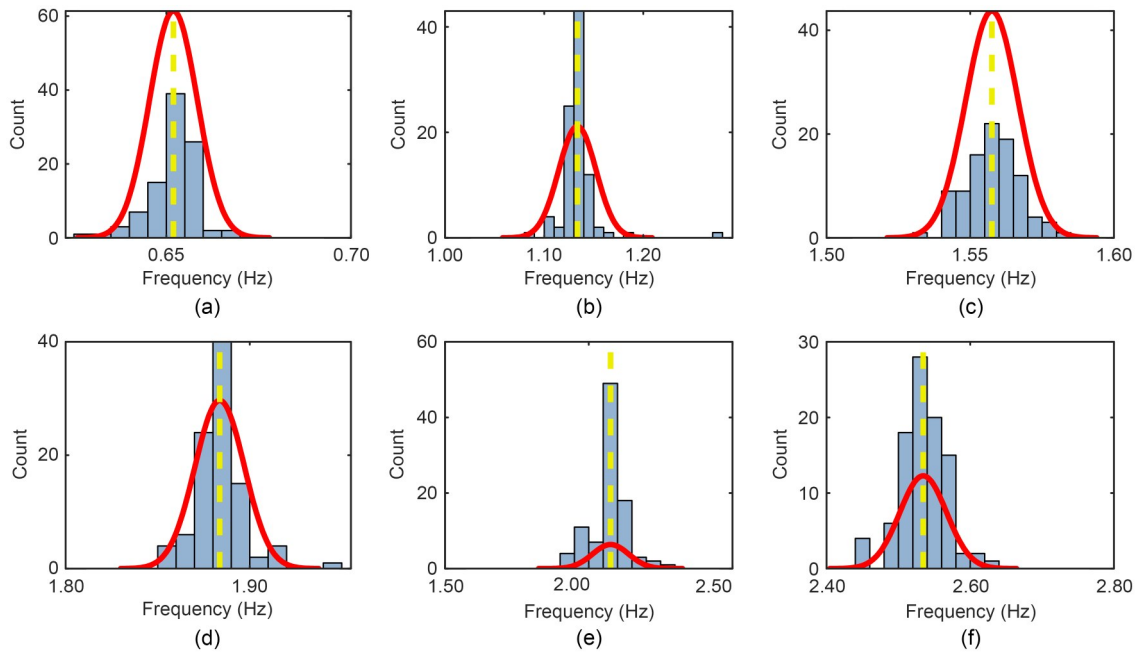 60
40
20
0
Count
0.65
0.70
Frequency (Hz)
(a)
40
20
0
Count
1.00
1.10
1.20
Frequency (Hz)
(b)
40
20
0
Count
1.50
1.55
1.60
Frequency (Hz)
(c)
40
20
0
Count
1.80
1.90
Frequency (Hz)
(d)
60
40
20
0
Count
1.50
2.00
2.50
Frequency (Hz)
(e)
30
20
10
0
Count
2.40
2.60
2.80
Frequency (Hz)
(f)